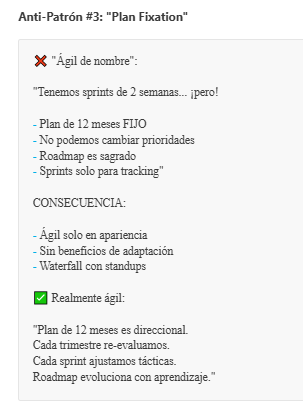 Anti-Patrón #3: "Plan Fixation"
❌ "Ágil de nombre":
"Tenemos sprints de 2 semanas... ¡pero!
- Plan de 12 meses FIJO
- No podemos cambiar prioridades
- Roadmap es sagrado
- Sprints solo para tracking"
CONSECUENCIA:
- Ágil solo en apariencia
- Sin beneficios de adaptación
- Waterfall con standups
✅ Realmente ágil:
"Plan de 12 meses es direccional.
Cada trimestre re-evaluamos.
Cada sprint ajustamos tácticas.
Roadmap evoluciona con aprendizaje."